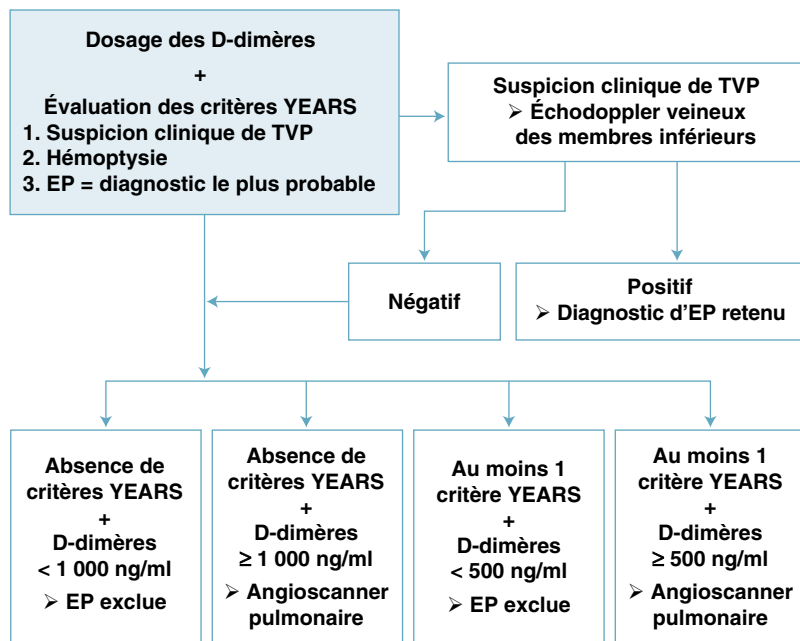 Dosage des D-dimères
+
Évaluation des critères YEARS
1. Suspicion clinique de TVP
2. Hémoptysie
3. EP = diagnostic le plus probable
Suspicion clinique de TVP
➢ Échodoppler veineux
des membres inférieurs
Négatif
Positif
➢ Diagnostic d'EP retenu
Absence de
critères YEARS
+
D-dimères
< 1 000 ng/ml
➢ EP exclue
Absence de
critères YEARS
+
D-dimères
≥ 1 000 ng/ml
➢ Angioscanner
pulmonaire
Au moins 1
critère YEARS
+
D-dimères
< 500 ng/ml
➢ EP exclue
Au moins 1
critère YEARS
+
D-dimères
≥ 500 ng/ml
➢ Angioscanner
pulmonaire